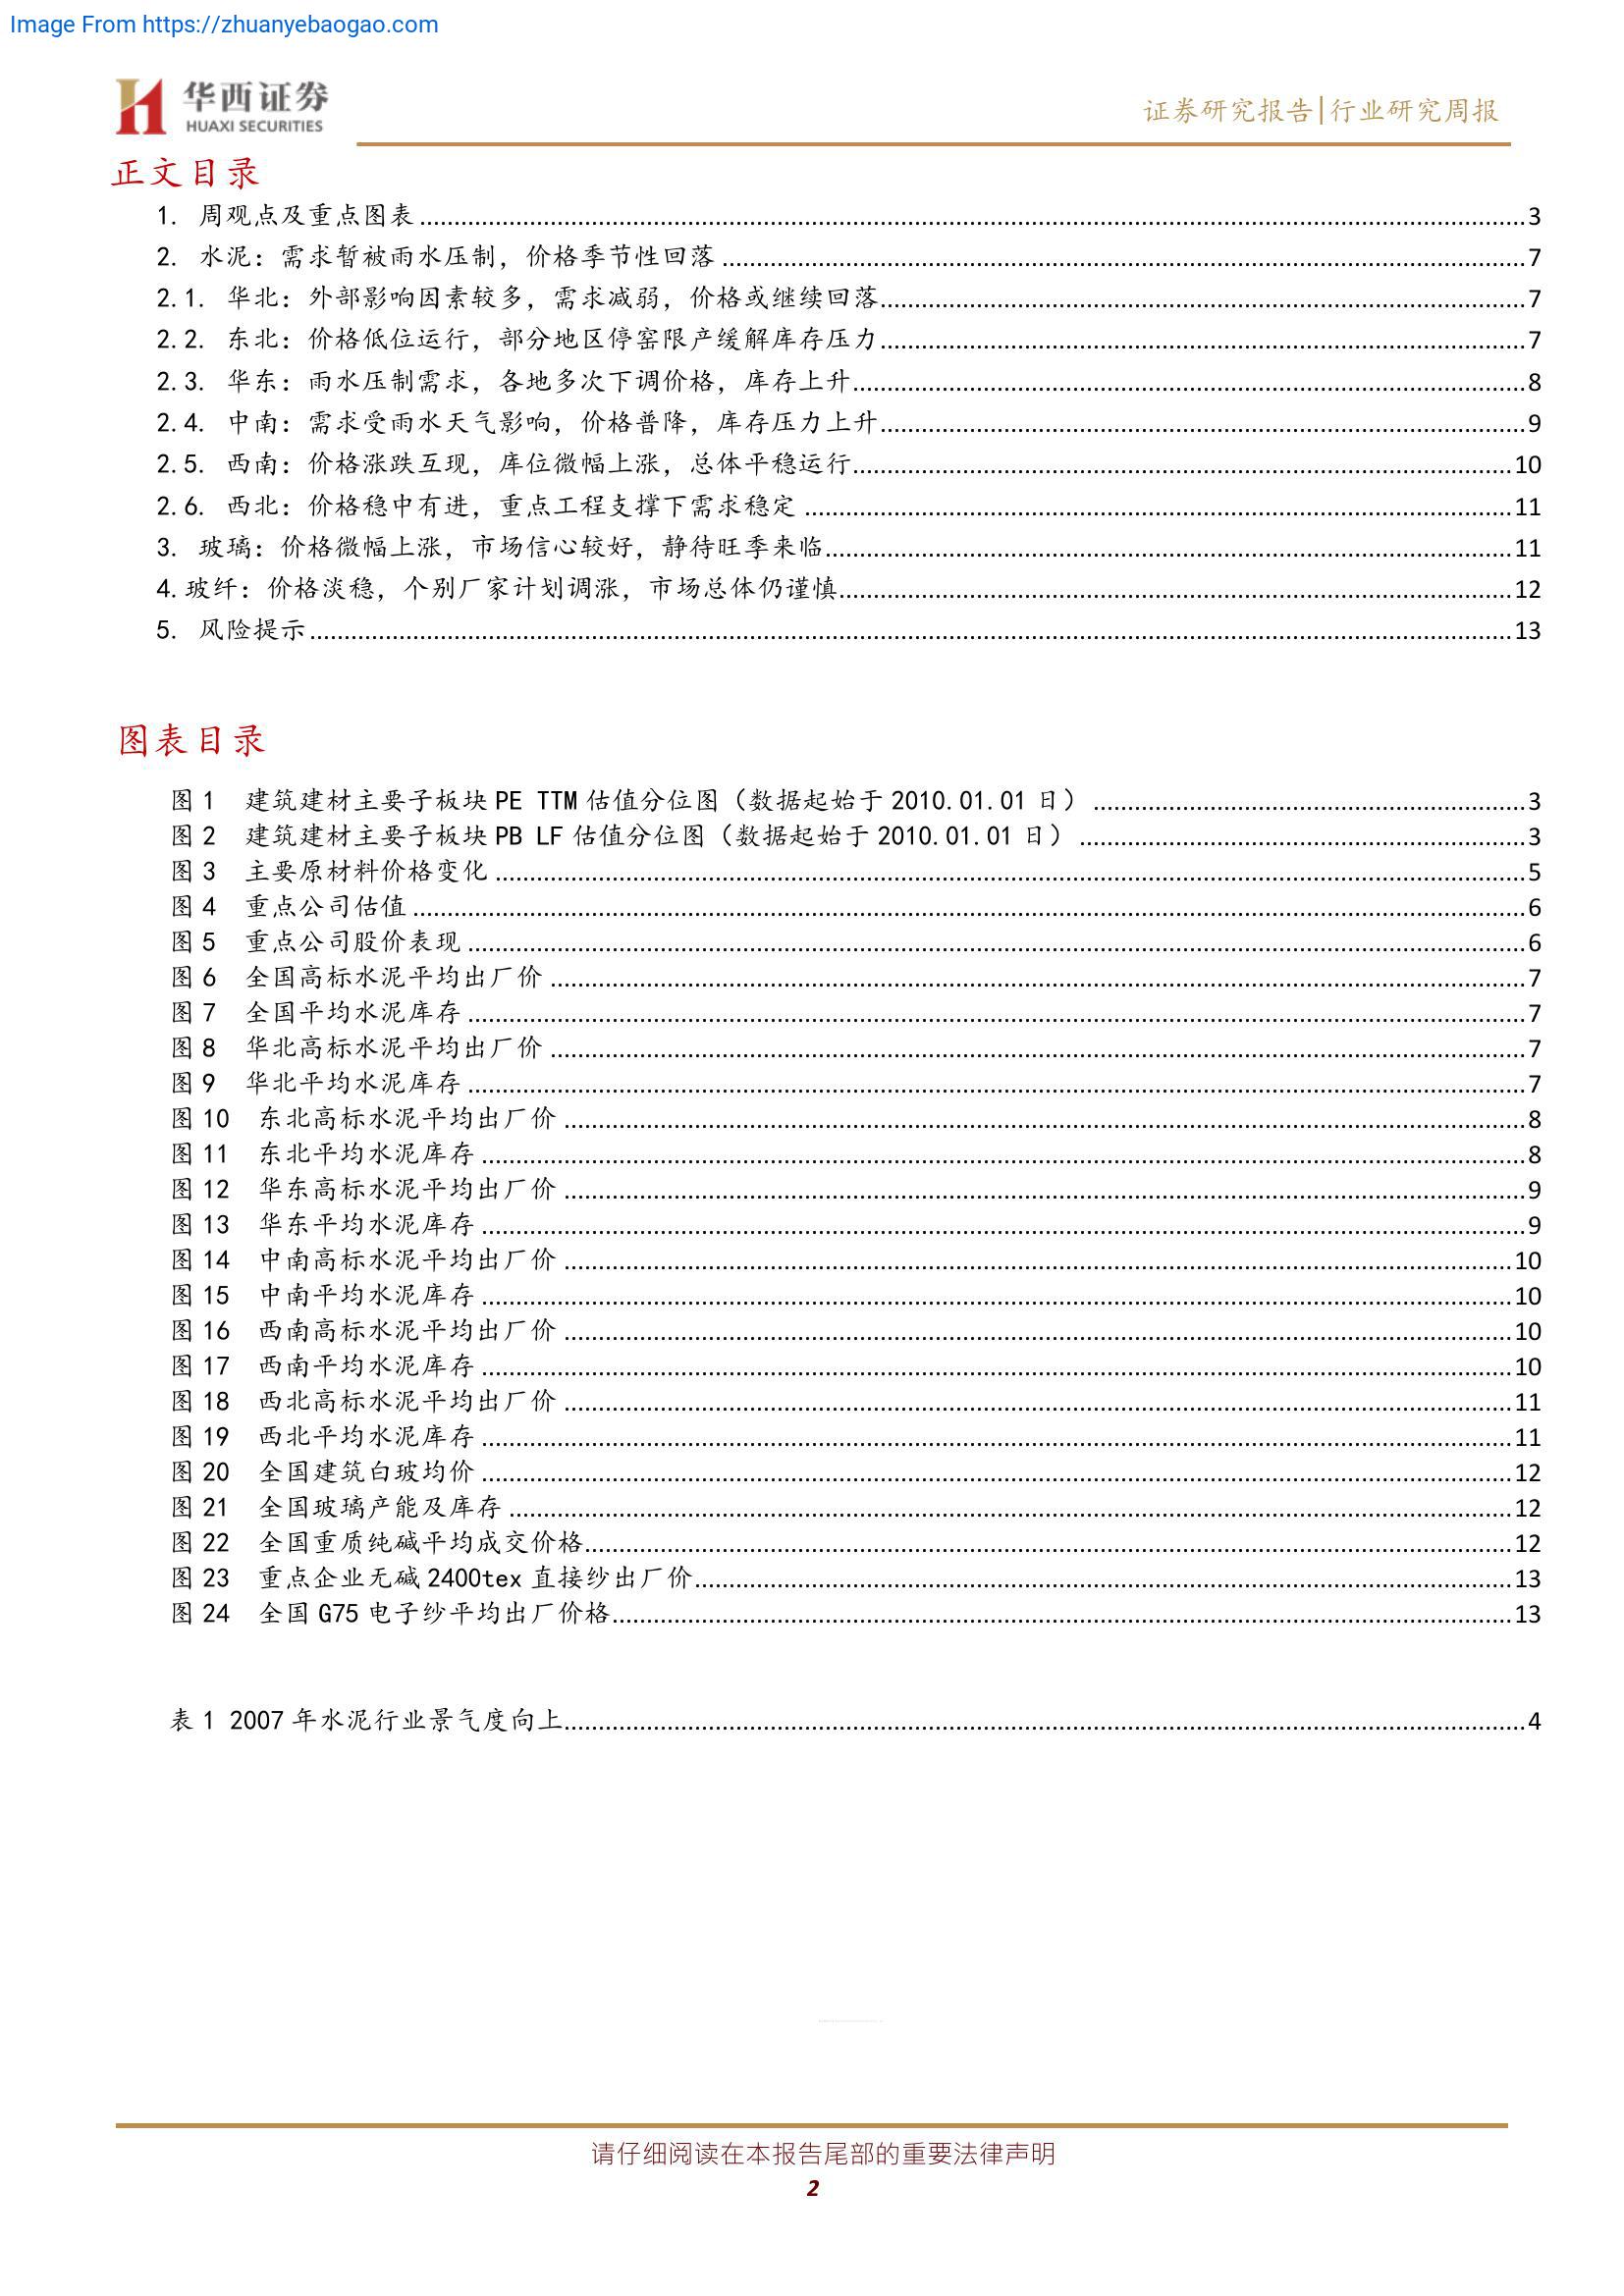 Image From https://zhuanyebaogao.com
华西证券
HUAXI SECURITIES
证券研究报告|行业研究周报
正文目录
1. 周观点及重点图表 3
2. 水泥：需求暂被雨水压制，价格季节性回落 7
2.1. 华北：外部影响因素较多，需求减弱，价格或继续回落 7
2.2. 东北：价格低位运行，部分地区停窑限产缓解库存压力 7
2.3. 华东：雨水压制需求，各地多次下调价格，库存上升 8
2.4. 中南：需求受雨水天气影响，价格普降，库存压力上升 9
2.5. 西南：价格涨跌互现，库位微幅上涨，总体平稳运行 10
2.6. 西北：价格稳中有进，重点工程支撑下需求稳定 11
3. 玻璃：价格微幅上涨，市场信心较好，静待旺季来临 11
4.玻纤：价格淡稳，个别厂家计划调涨，市场总体仍谨慎 12
5. 风险提示 13
图表目录
图 1 建筑建材主要子板块 PE TTM 估值分位图（数据起始于 2010.01.01 日） 3
图 2 建筑建材主要子板块 PB LF 估值分位图（数据起始于 2010.01.01 日） 3
图 3 主要原材料价格变化 5
图 4 重点公司估值 6
图 5 重点公司股价表现 6
图 6 全国高标水泥平均出厂价 7
图 7 全国平均水泥库存 7
图 8 华北高标水泥平均出厂价 7
图 9 华北平均水泥库存 7
图 10 东北高标水泥平均出厂价 8
图 11 东北平均水泥库存 8
图 12 华东高标水泥平均出厂价 9
图 13 华东平均水泥库存 9
图 14 中南高标水泥平均出厂价 10
图 15 中南平均水泥库存 10
图 16 西南高标水泥平均出厂价 10
图 17 西南平均水泥库存 10
图 18 西北高标水泥平均出厂价 11
图 19 西北平均水泥库存 11
图 20 全国建筑白玻均价 12
图 21 全国玻璃产能及库存 12
图 22 全国重质纯碱平均成交价格 12
图 23 重点企业无碱 2400tex 直接纱出厂价 13
图 24 全国 G75 电子纱平均出厂价格 13
表 1 2007 年水泥行业景气度向上 4
请仔细阅读在本报告尾部的重要法律声明
2